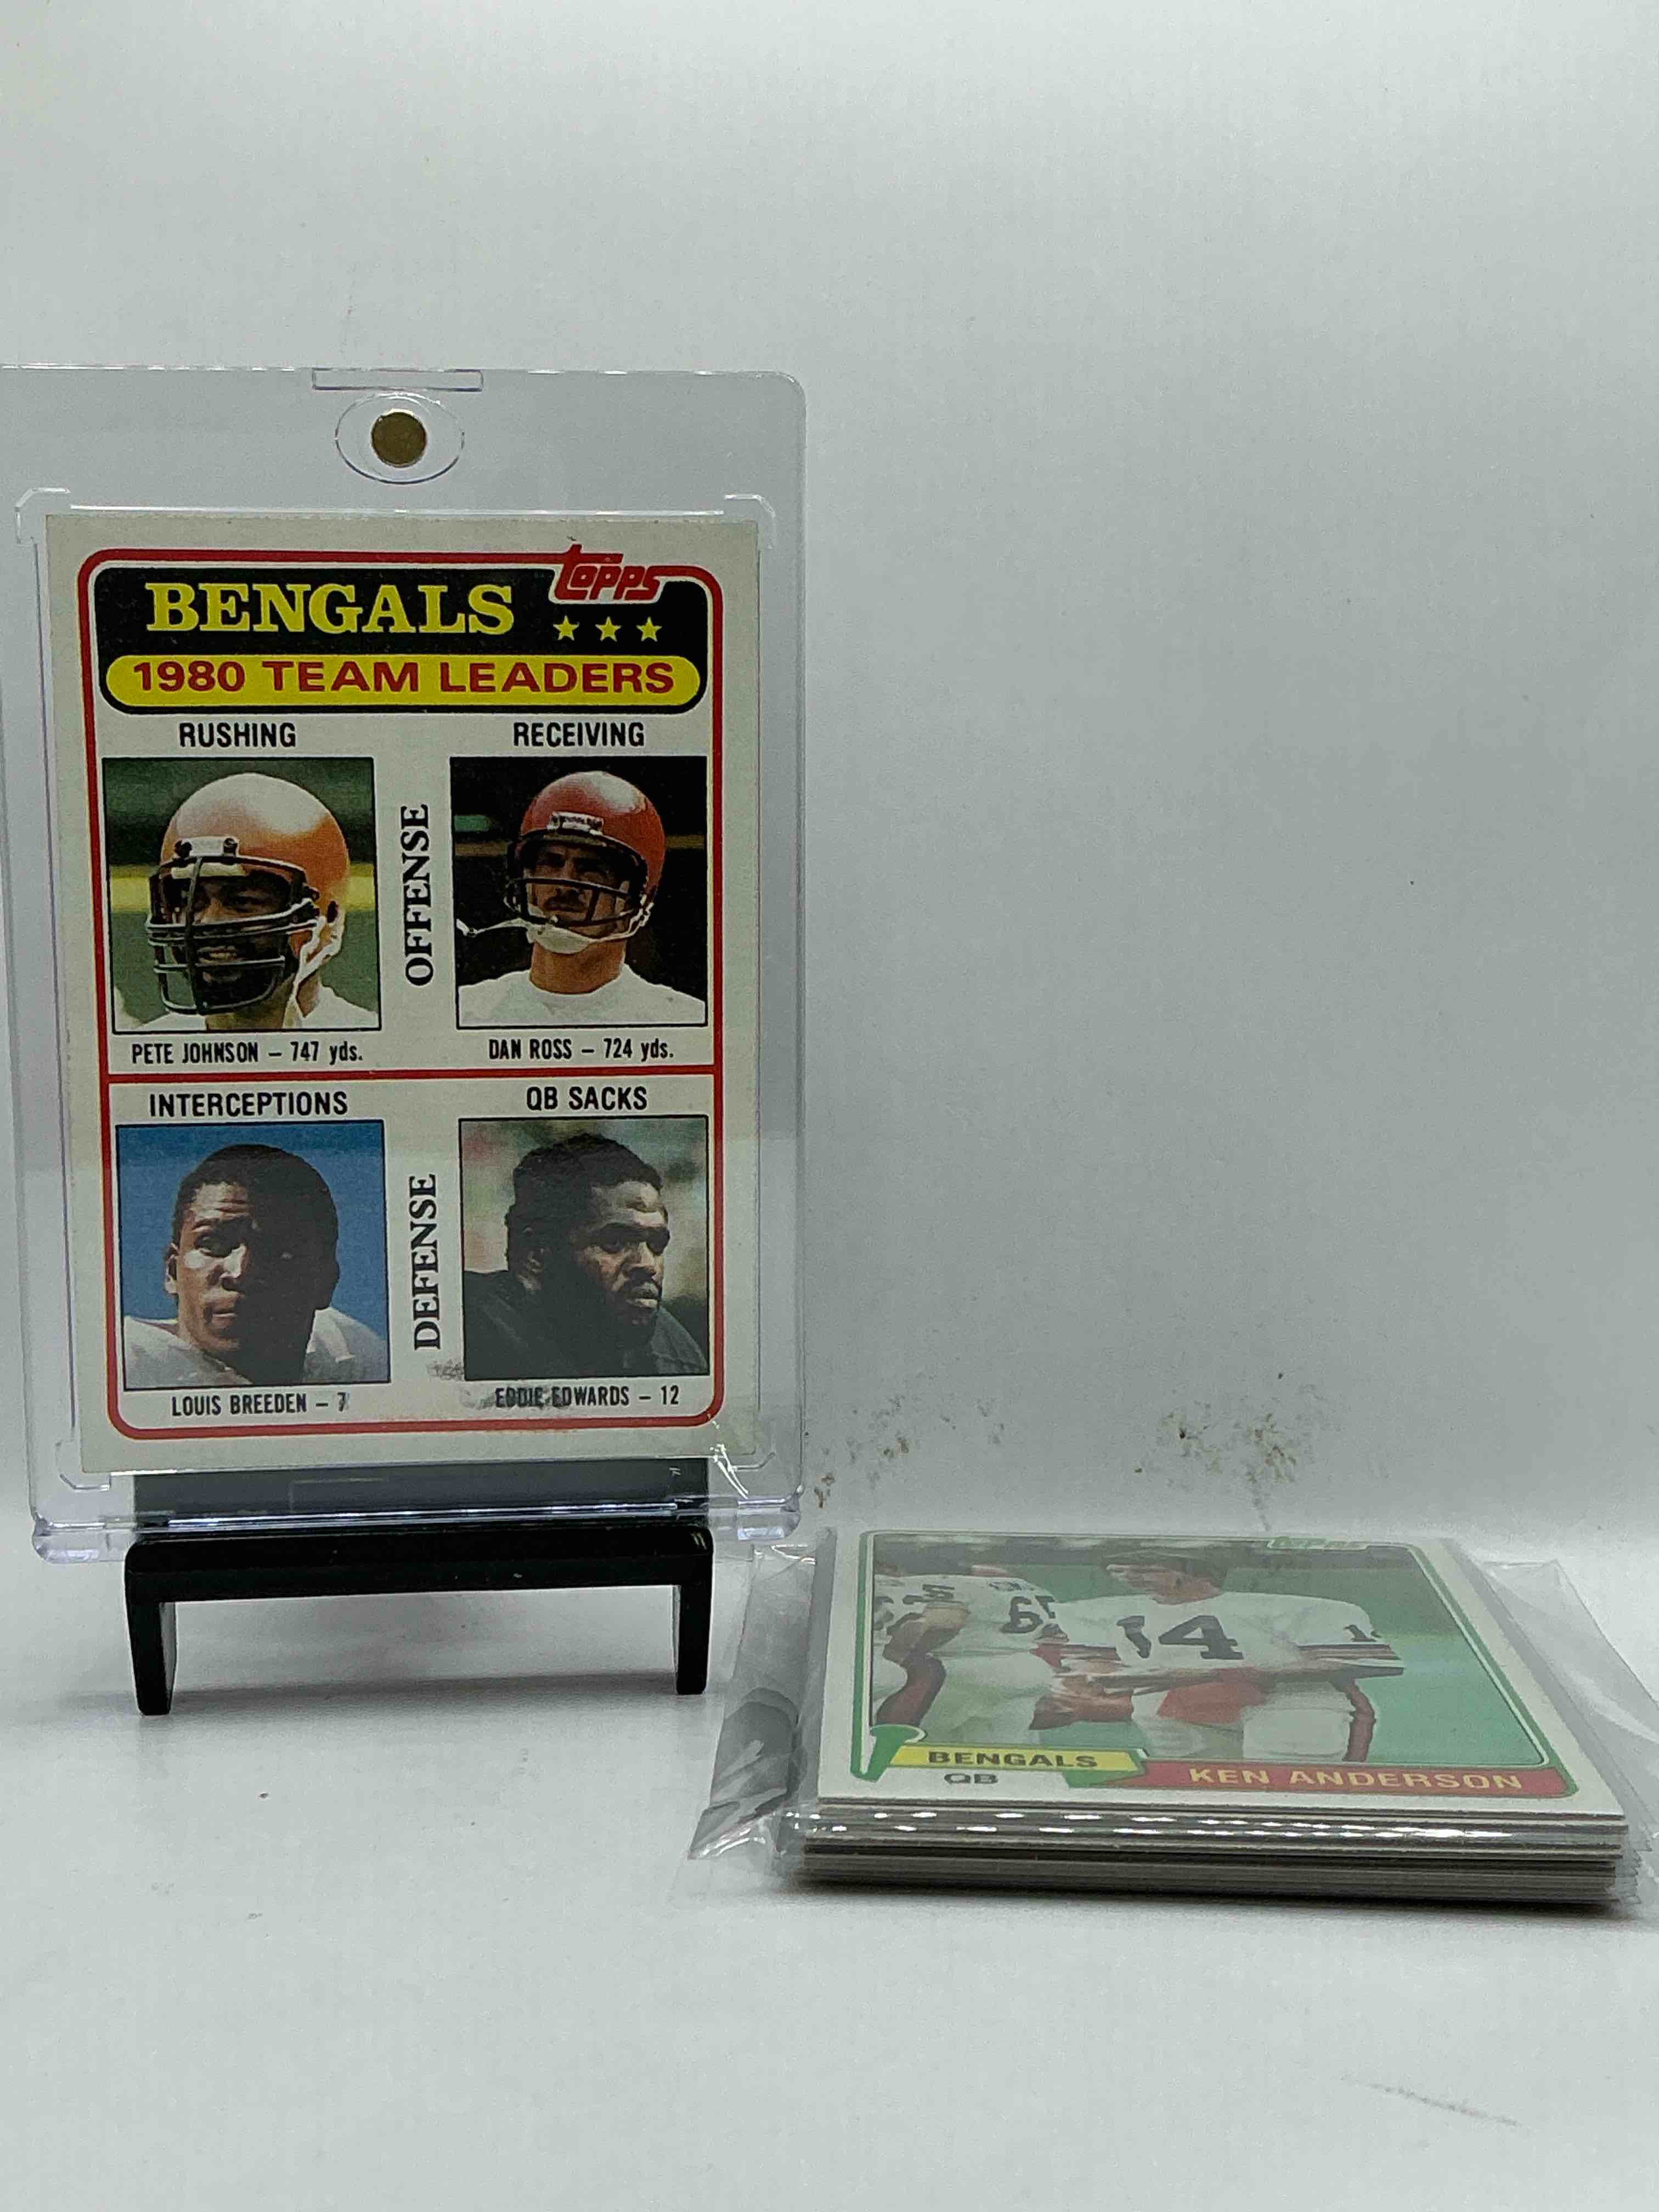 topps
BENGALS
1980 TEAM LEADERS
RUSHING
RECEIVING
OFFENSE
PETE JOHNSON – 747 yds.
DAN ROSS – 724 yds.
INTERCEPTIONS
QB SACKS
DEFENSE
LOUIS BREEDEN – 7
EDDIE EDWARDS – 12
topps
14
BENGALS
QB
KEN ANDERSON